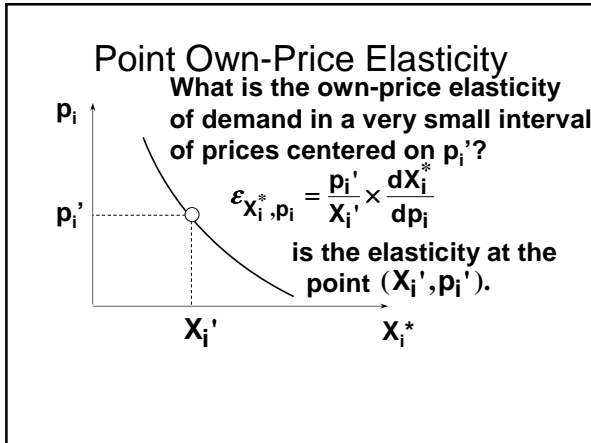 Point Own-Price Elasticity
What is the own-price elasticity
of demand in a very small interval
of prices centered on pi’?
pi
pi’
εXi*,pi = pi'/Xi' × dXi*/dpi
is the elasticity at the
point (Xi',pi').
Xi'
Xi*